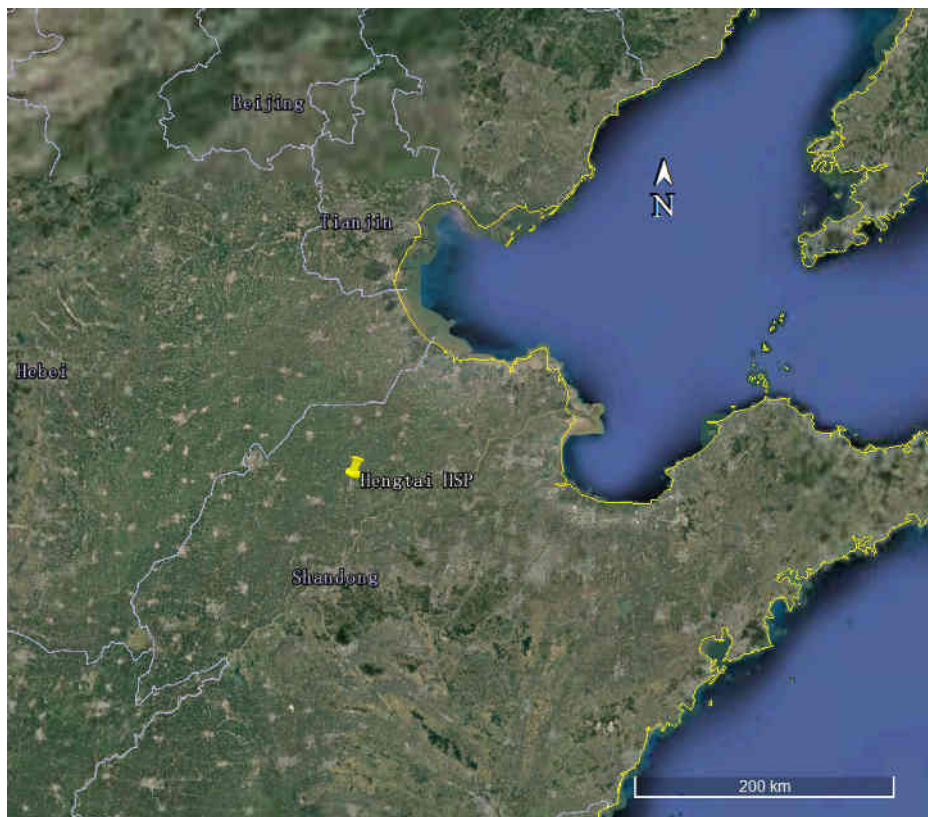 Beijing
N
Tianjin
Hebei
Hengtai HSP
Shandong
200 km